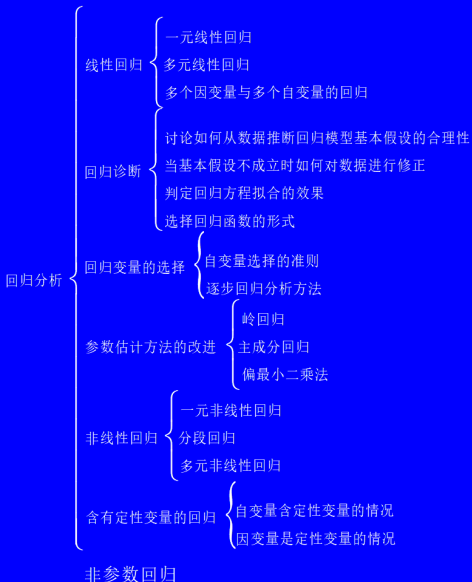 一元线性回归
线性回归
多元线性回归
多个因变量与多个自变量的回归
讨论如何从数据推断回归模型基本假设的合理性
当基本假设不成立时如何对数据进行修正
回归诊断
判定回归方程拟合的效果
选择回归函数的形式
自变量选择的准则
回归变量的选择
回归分析
逐步回归分析方法
岭回归
参数估计方法的改进
主成分回归
偏最小二乘法
一元非线性回归
非线性回归
分段回归
多元非线性回归
自变量含定性变量的情况
含有定性变量的回归
因变量是定性变量的情况
非参数回归